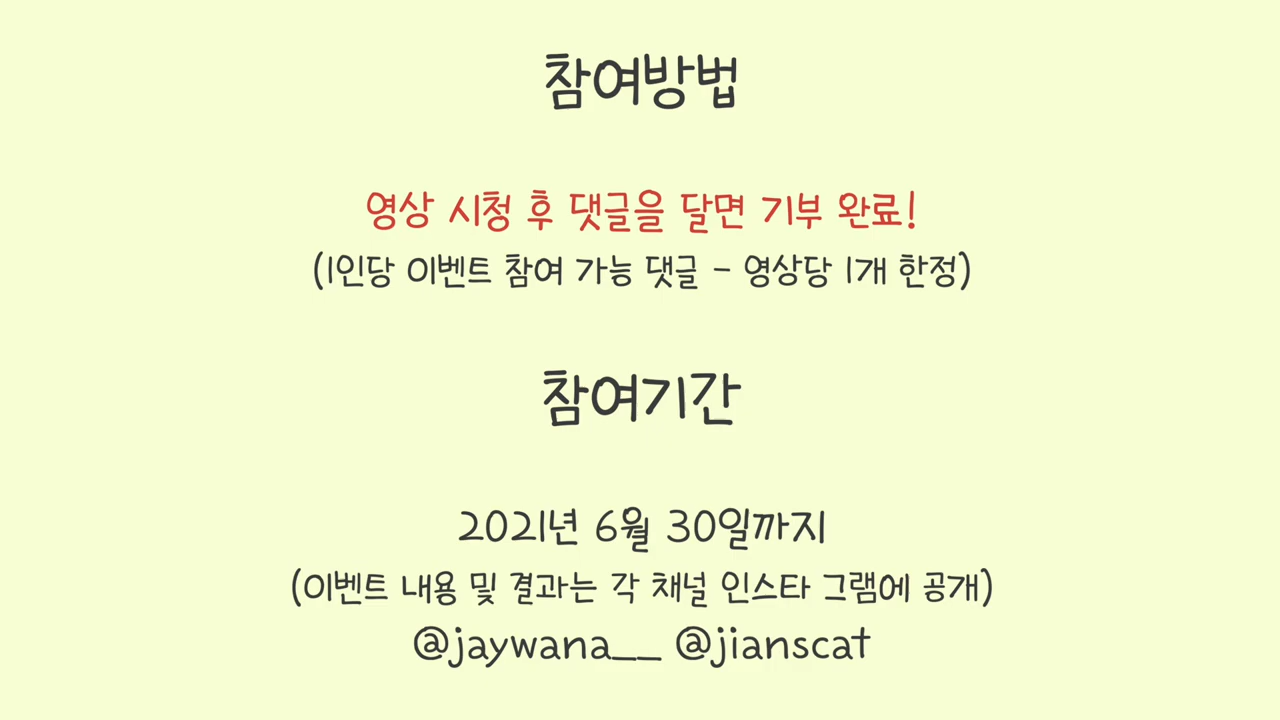 참여방법
영상 시청 후 댓글을 달면 기부 완료!
(1인당 이벤트 참여 가능 댓글 - 영상당 1개 한정)
참여기간
2021년 6월 30일까지
(이벤트 내용 및 결과는 각 채널 인스타 그램에 공개)
@jaywana__ @jianscat